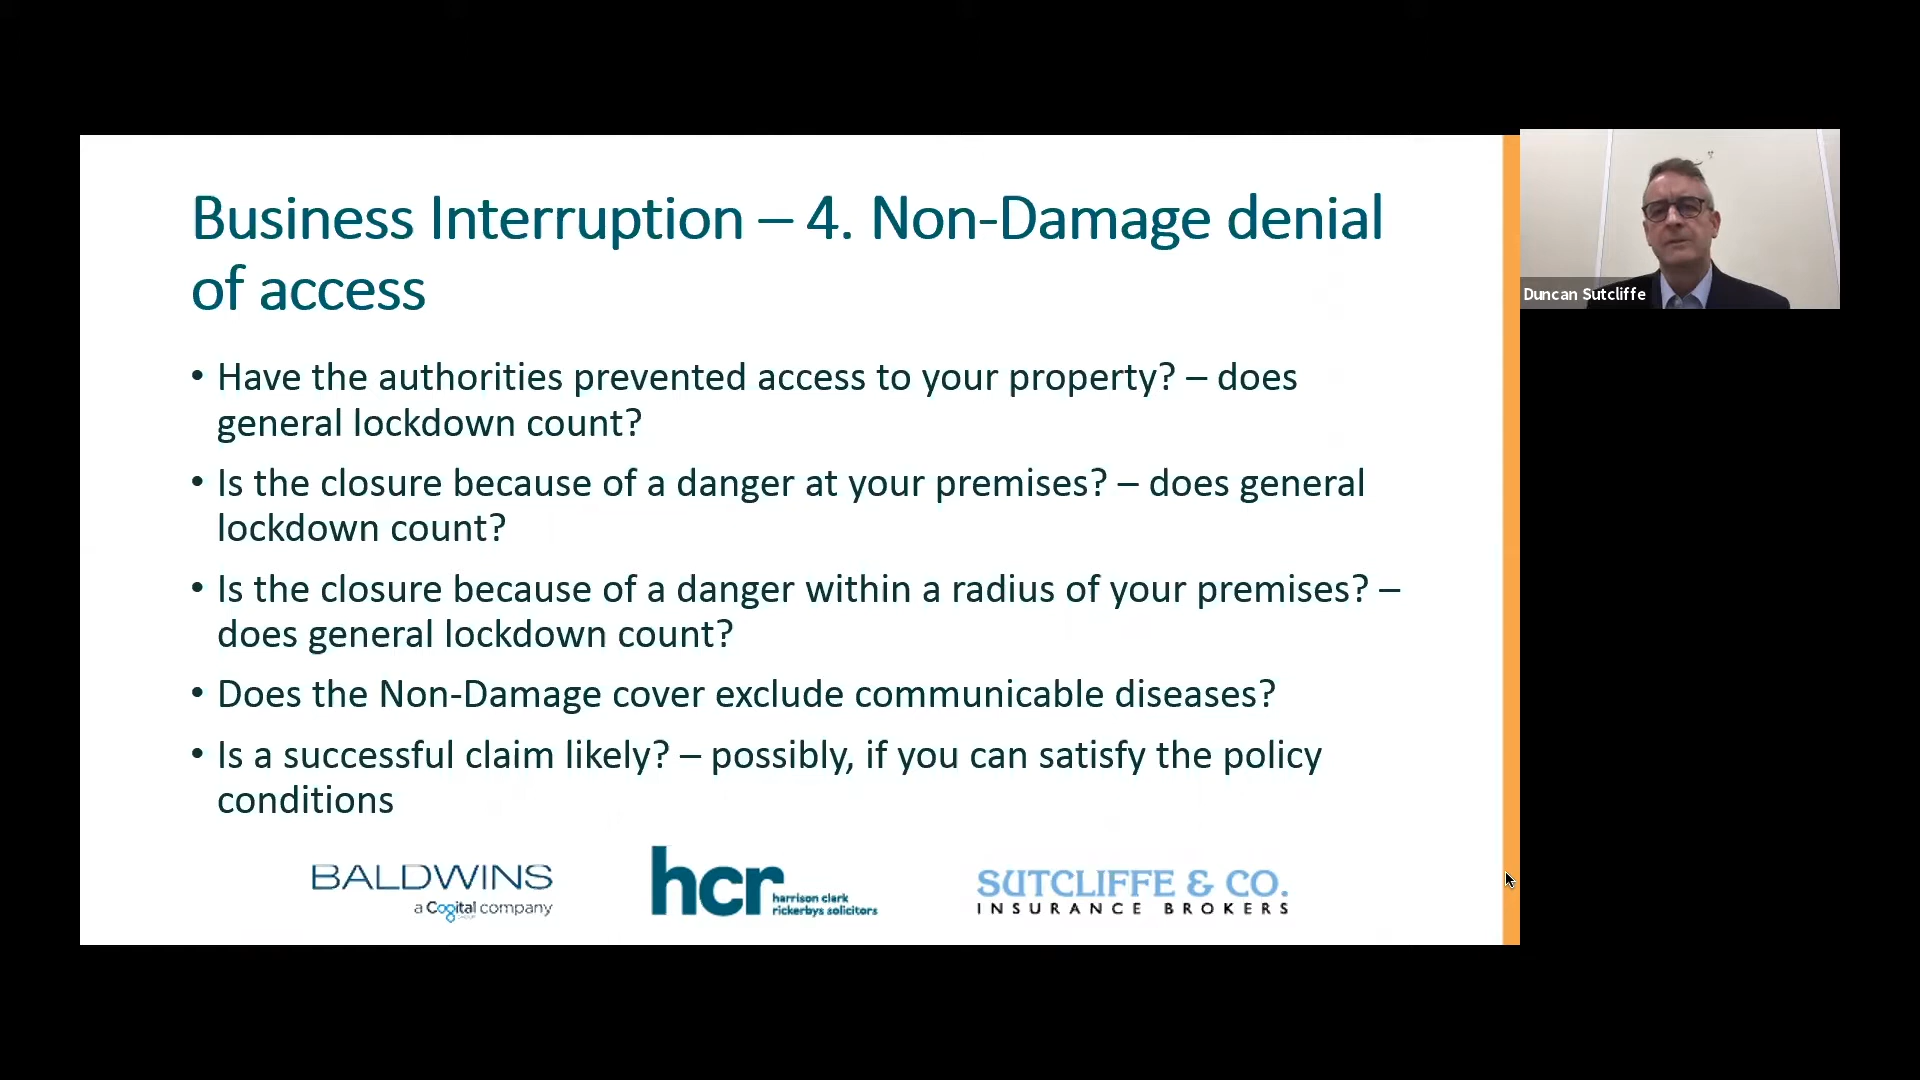 Business Interruption – 4. Non-Damage denial
of access
• Have the authorities prevented access to your property? – does
general lockdown count?
• Is the closure because of a danger at your premises? – does general
lockdown count?
• Is the closure because of a danger within a radius of your premises? –
does general lockdown count?
• Does the Non-Damage cover exclude communicable diseases?
• Is a successful claim likely? – possibly, if you can satisfy the policy
conditions
BALDWINS
a Cogital company
hcr
harrison clark
rickerbys solicitors
SUTCLIFFE & CO.
INSURANCE BROKERS
Duncan Sutcliffe